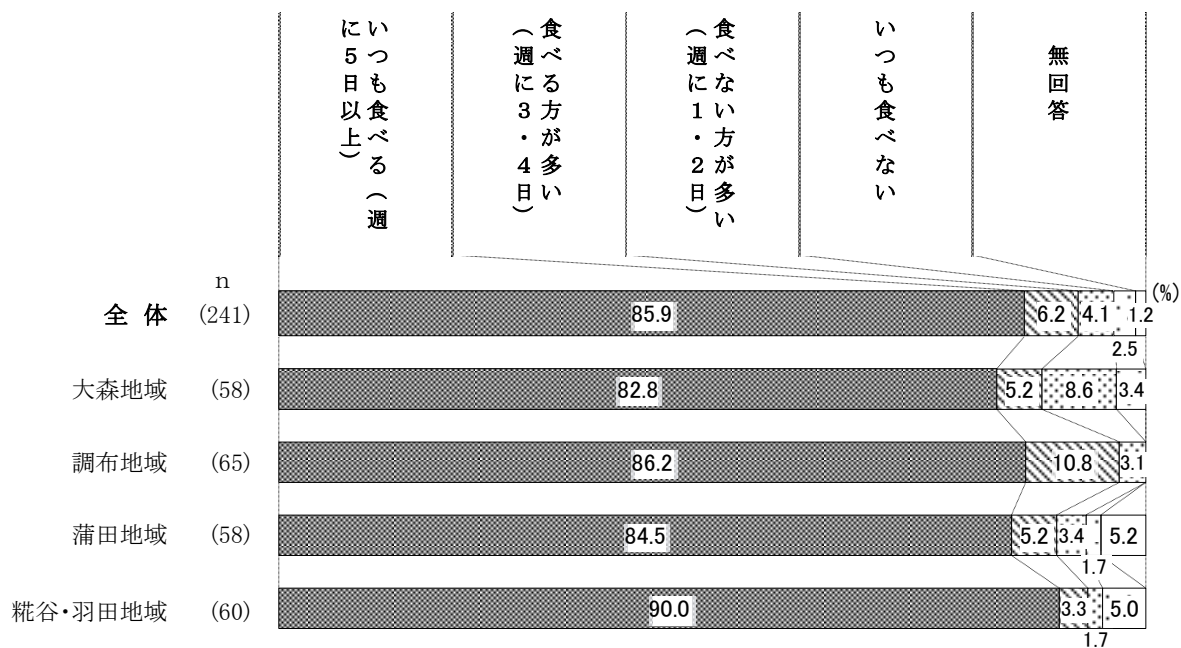 いつも食べる（週
に５日以上）
食べる方が多い
（週に３・４日）
食べない方が多い
（週に１・２日）
いつも食べない
無回答
n
(%)
全 体 (241) 85.9 6.2 4.1 1.2
2.5
大森地域 (58) 82.8 5.2 8.6 3.4
調布地域 (65) 86.2 10.8 3.1
蒲田地域 (58) 84.5 5.2 3.4 5.2
1.7
糀谷・羽田地域 (60) 90.0 3.3 5.0
1.7